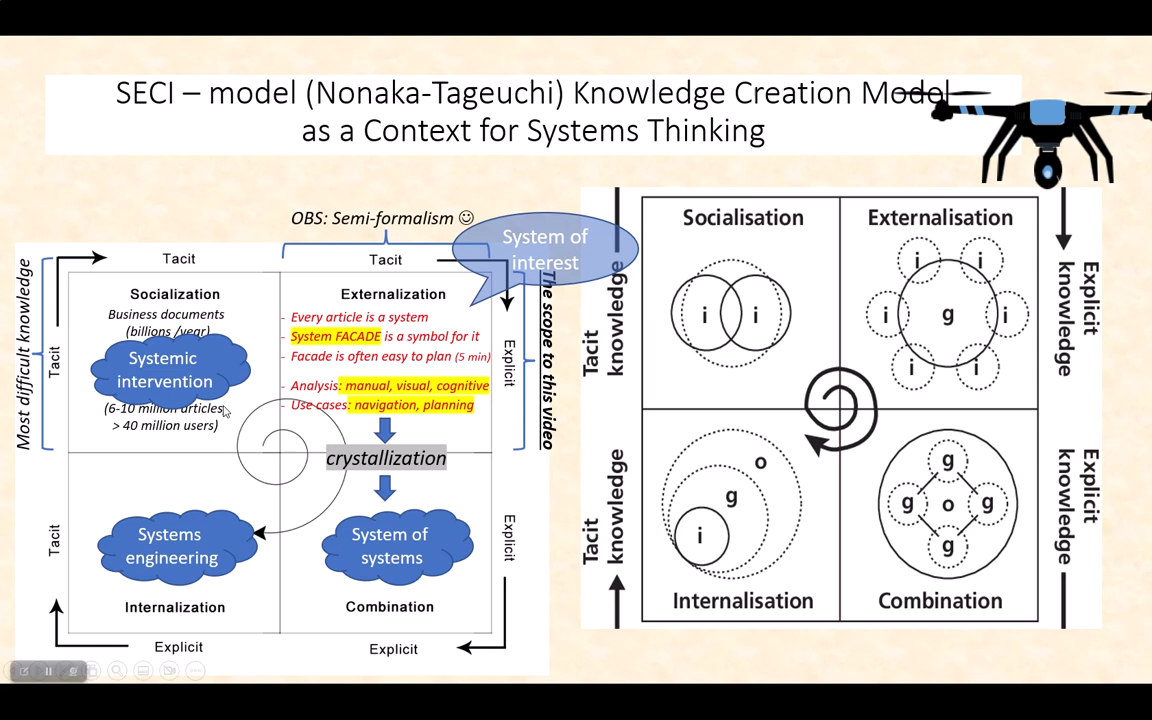 SECI – model (Nonaka-Tageuchi) Knowledge Creation Model
as a Context for Systems Thinking
OBS: Semi-formalism ☺
System of
interest
Most difficult knowledge
Tacit
Tacit
Tacit
Socialization
Business documents
(billions /year)
Systemic
intervention
(6-10 million articles,
> 40 million users)
Externalization
- Every article is a system
- System FACADE is a symbol for it
- Facade is often easy to plan (5 min)
- Analysis: manual, visual, cognitive
- Use cases: navigation, planning
Explicit
The scope to this video
crystallization
Tacit
Systems
engineering
Internalization
System of
systems
Combination
Explicit
Explicit
Explicit
Tacit
knowledge
Socialisation
i i
Externalisation
i i
i g i
i i
Explicit
knowledge
Tacit
knowledge
o
g
i
Internalisation
g
g o g
g
Combination
Explicit
knowledge